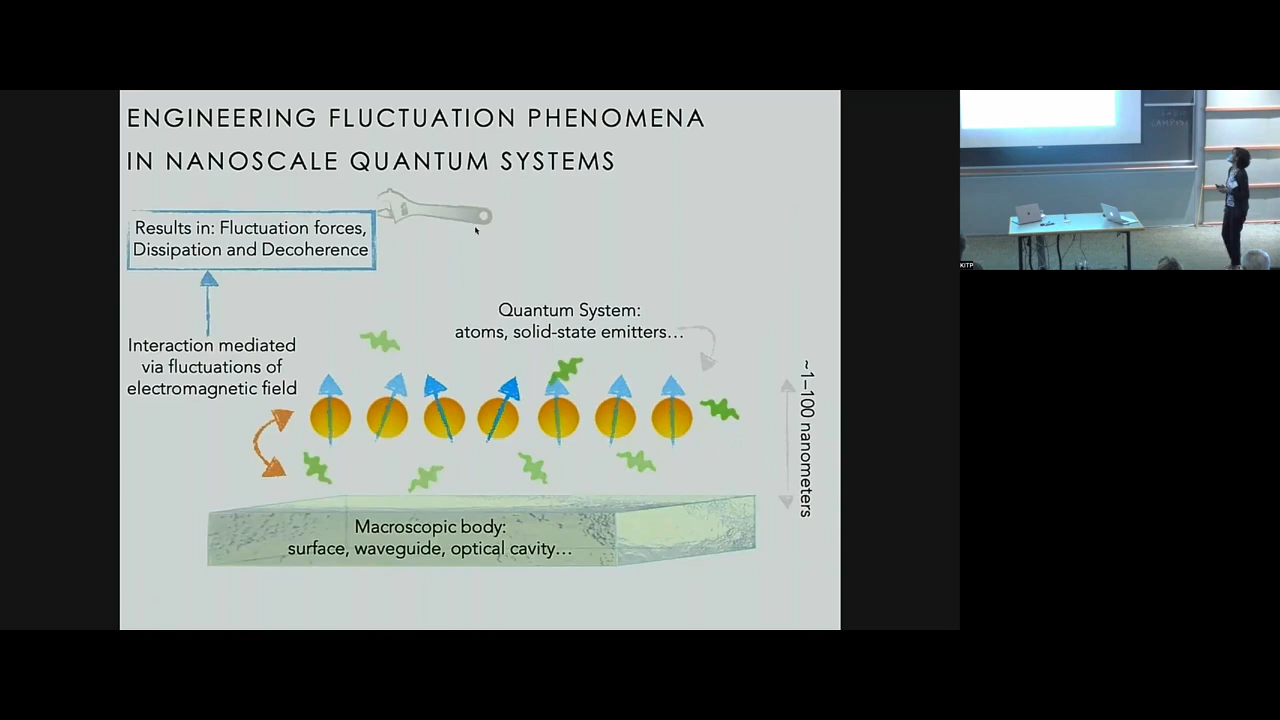 ENGINEERING FLUCTUATION PHENOMENA
IN NANOSCALE QUANTUM SYSTEMS
Results in: Fluctuation forces,
Dissipation and Decoherence
Quantum System:
atoms, solid-state emitters...
Interaction mediated
via fluctuations of
electromagnetic field
~1–100 nanometers
Macroscopic body:
surface, waveguide, optical cavity...
KITP